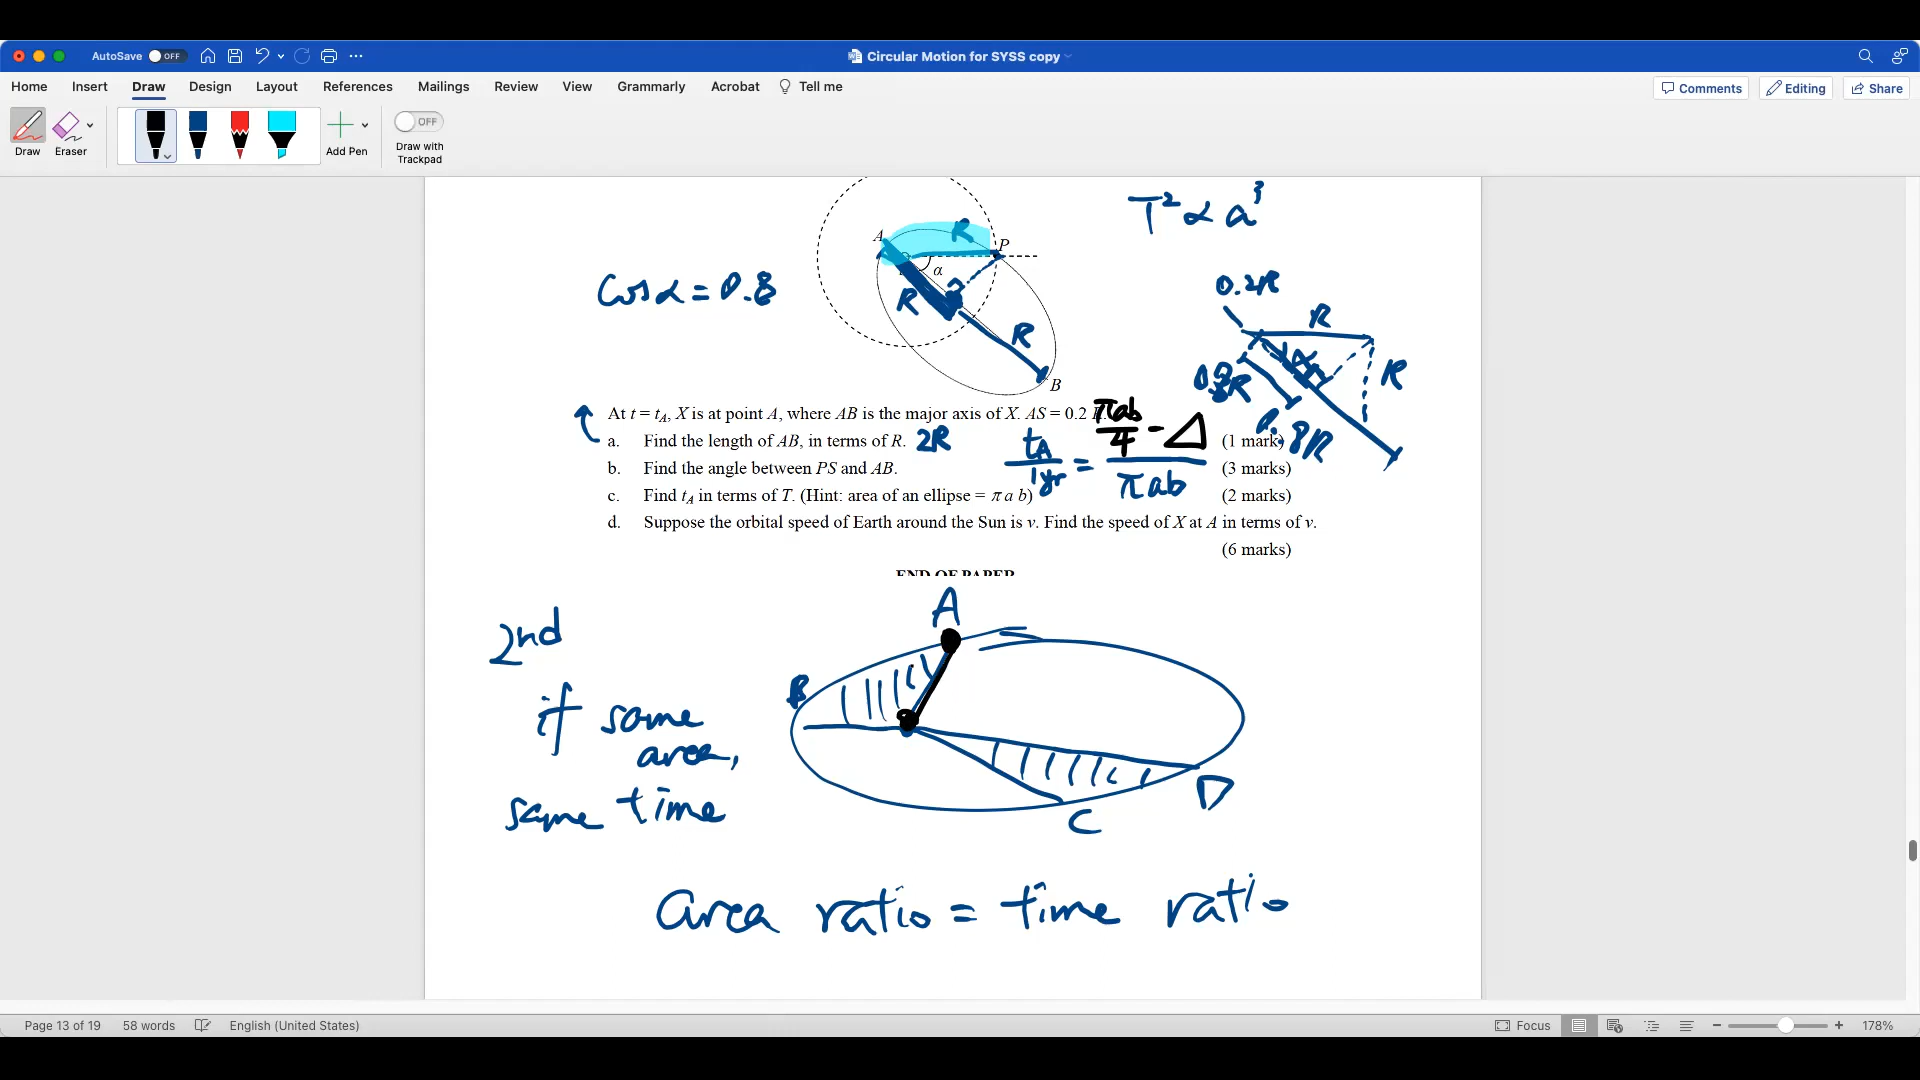 AutoSave OFF
Circular Motion for SYSS copy
Home Insert Draw Design Layout References Mailings Review View Grammarly Acrobat Tell me
Comments Editing Share
OFF
Draw Eraser Add Pen Draw with Trackpad
T² ∝ a³
A R P
α
R
R
B
cosα = 0.8
0.2R
R
α
R
0.8R
At t = tA, X is at point A, where AB is the major axis of X. AS = 0.2 R.
a. Find the length of AB, in terms of R. 2R (1 mark)
b. Find the angle between PS and AB. (3 marks)
c. Find tA in terms of T. (Hint: area of an ellipse = π a b) (2 marks)
d. Suppose the orbital speed of Earth around the Sun is v. Find the speed of X at A in terms of v.
(6 marks)
tA / 1yr = (πab/4 - △) / πab
END OF PAPER
A
2nd
B
if same
area,
same time
D
C
area ratio = time ratio
Page 13 of 19 58 words English (United States)
Focus 178%